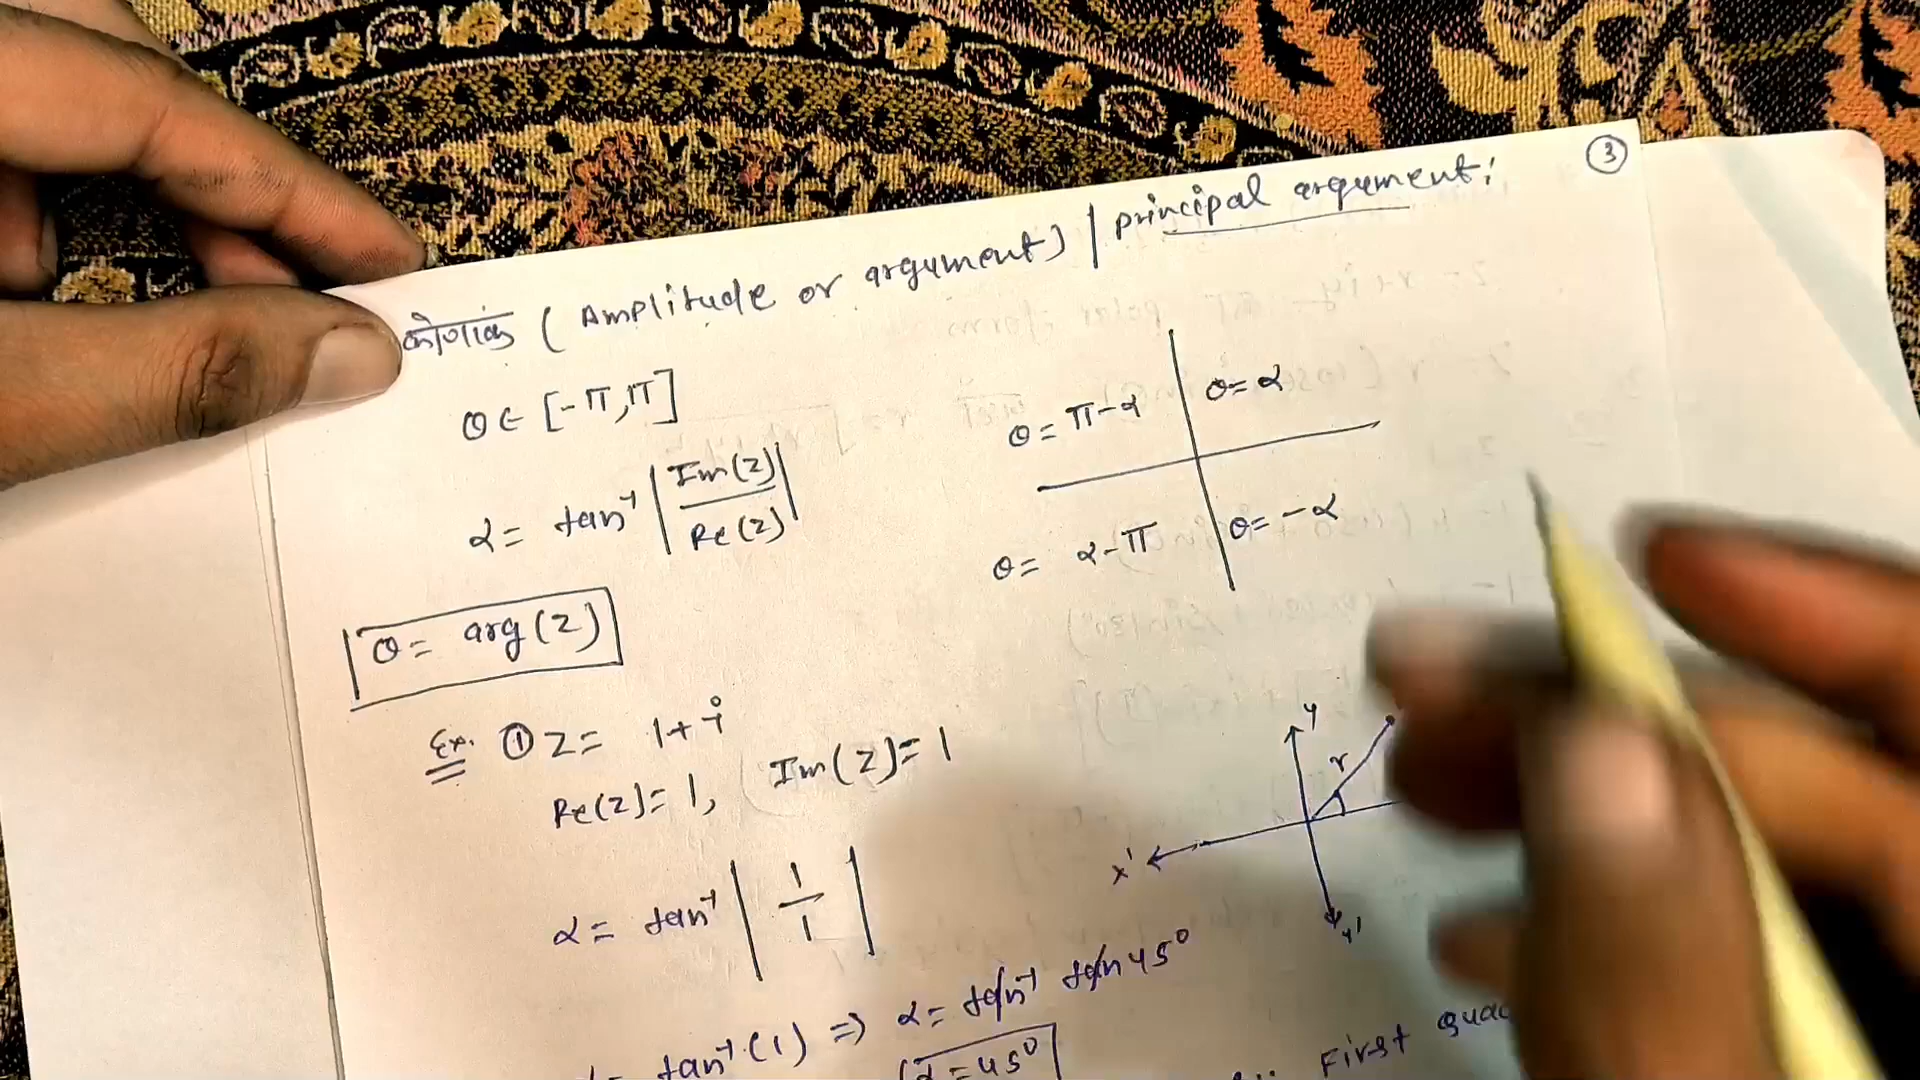 ③
कोणांक ( Amplitude or argument) | principal argument:
θ ∈ [-π, π]
α = tan⁻¹ | Im(z) / Re(z) |
θ = π-α
θ = α
θ = α-π
θ = -α
θ = arg(z)
Ex. ① z = 1+i
Re(z) = 1, Im(z) = 1
y
r
x'
y'
α = tan⁻¹ | 1/1 |
tan⁻¹(1) => α = tan⁻¹ tan 45°
α = 45°
First